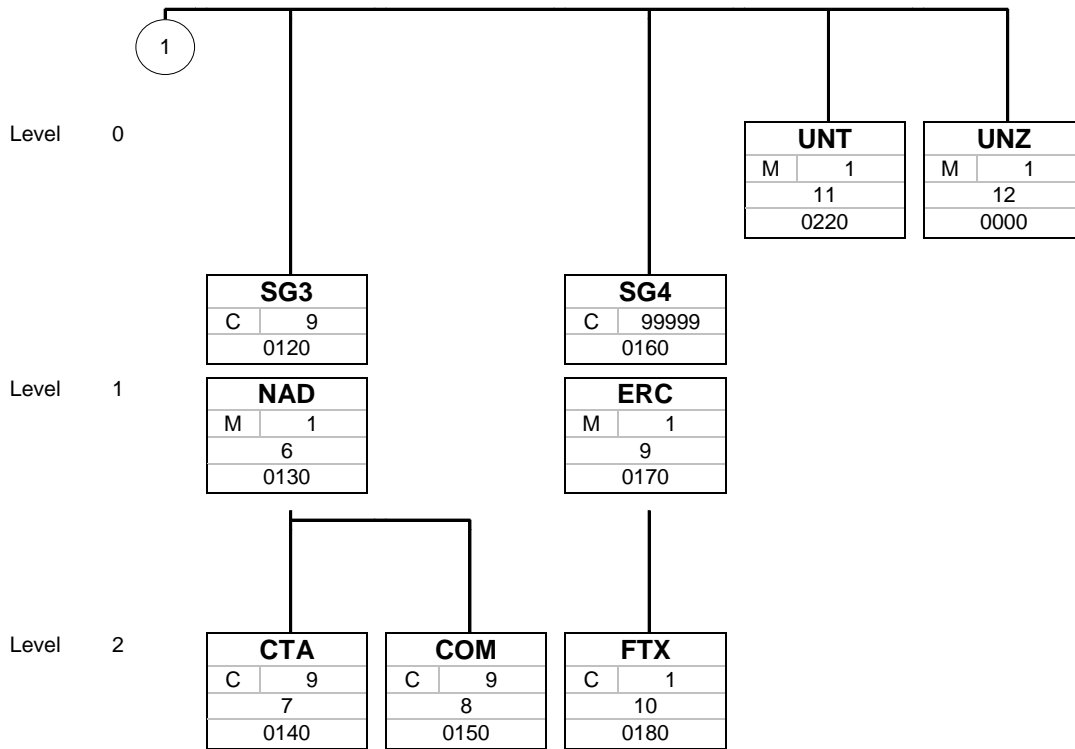 1
Level 0
UNT UNZ
M 1 M 1
11 12
0220 0000
SG3 SG4
C 9 C 99999
0120 0160
Level 1
NAD ERC
M 1 M 1
6 9
0130 0170
Level 2
CTA COM FTX
C 9 C 9 C 1
7 8 10
0140 0150 0180